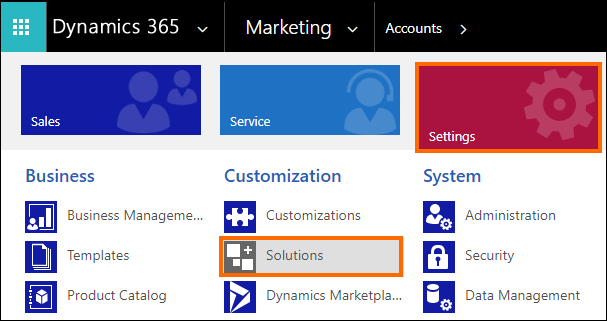 Dynamics 365 Marketing Accounts
Sales Service Settings
Business Customization System
Business Manageme... Customizations Administration
Templates Solutions Security
Product Catalog Dynamics Marketpla... Data Management